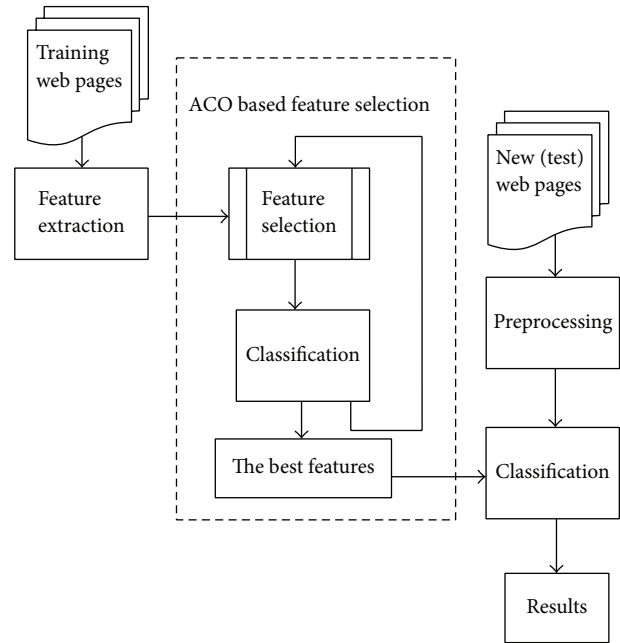 Training
web pages
ACO based feature selection
New (test)
web pages
Feature
extraction
Feature
selection
Preprocessing
Classification
The best features
Classification
Results